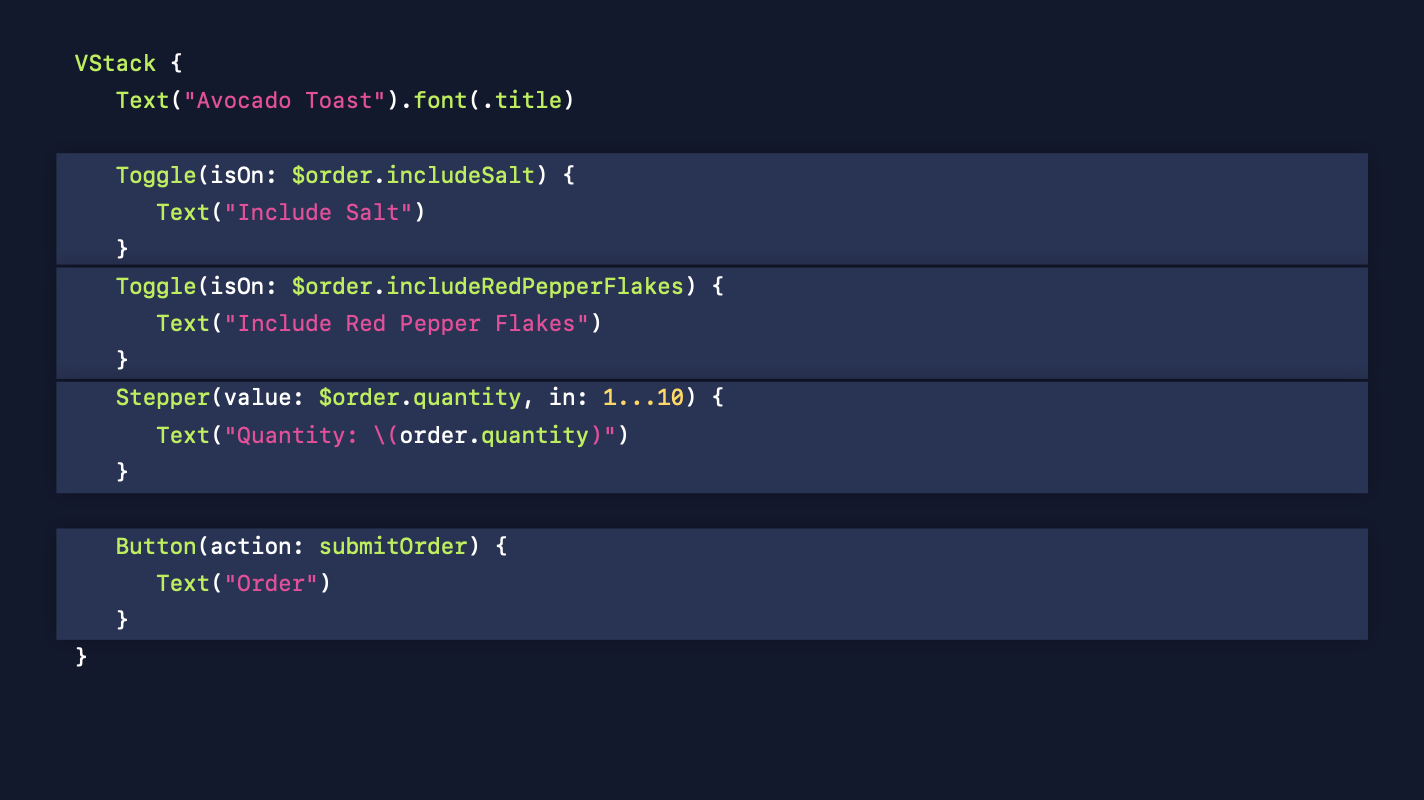 VStack {
   Text("Avocado Toast").font(.title)

   Toggle(isOn: $order.includeSalt) {
      Text("Include Salt")
   }
   Toggle(isOn: $order.includeRedPepperFlakes) {
      Text("Include Red Pepper Flakes")
   }
   Stepper(value: $order.quantity, in: 1...10) {
      Text("Quantity: \(order.quantity)")
   }

   Button(action: submitOrder) {
      Text("Order")
   }
}